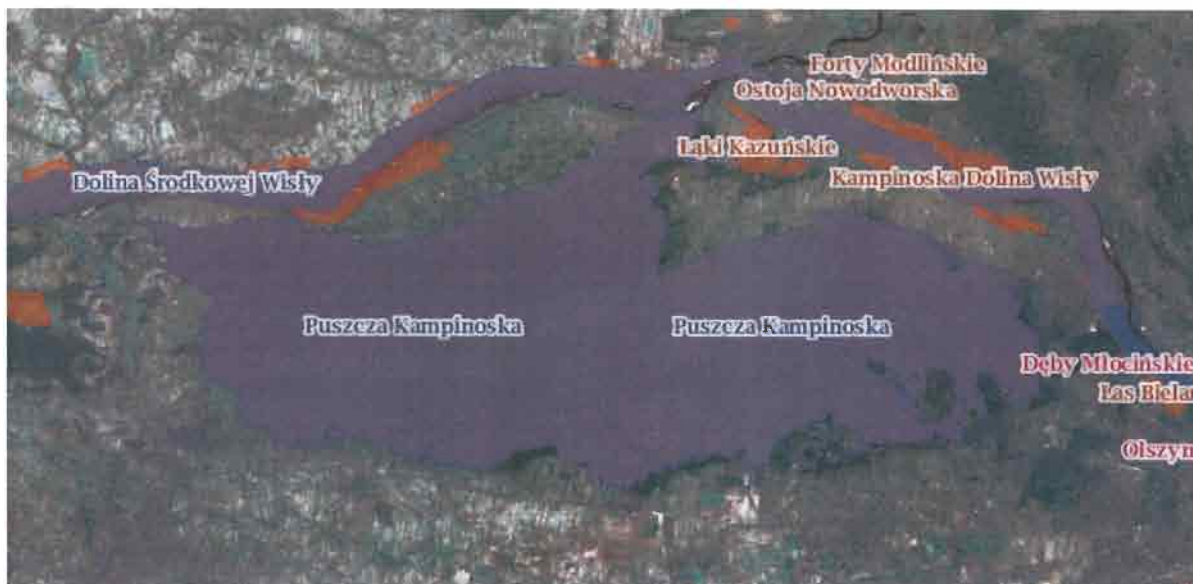 Forty Modlińskie
Ostoja Nowodworska
Łąki Kazuńskie
Dolina Środkowej Wisły
Kampinoska Dolina Wisły
Puszcza Kampinoska
Puszcza Kampinoska
Dęby Młocińskie
Las Bielar
Olszyn